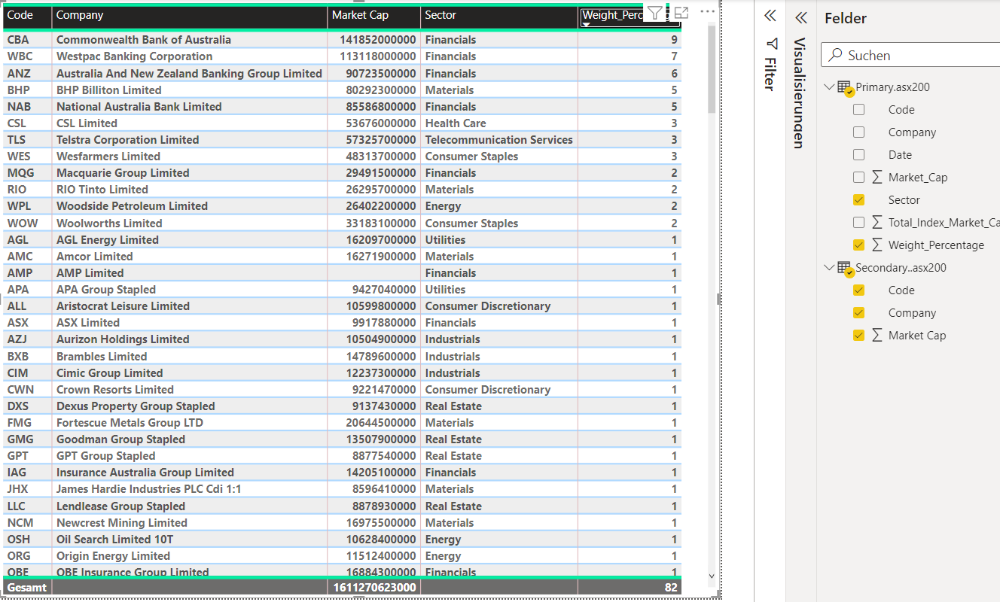 Code Company Market Cap Sector Weight_Perc
CBA Commonwealth Bank of Australia 141852000000 Financials 9
WBC Westpac Banking Corporation 113118000000 Financials 7
ANZ Australia And New Zealand Banking Group Limited 90723500000 Financials 6
BHP BHP Billiton Limited 80292300000 Materials 5
NAB National Australia Bank Limited 85586800000 Financials 5
CSL CSL Limited 53676000000 Health Care 3
TLS Telstra Corporation Limited 57325700000 Telecommunication Services 3
WES Wesfarmers Limited 48313700000 Consumer Staples 3
MQG Macquarie Group Limited 29491500000 Financials 2
RIO RIO Tinto Limited 26295700000 Materials 2
WPL Woodside Petroleum Limited 26402200000 Energy 2
WOW Woolworths Limited 33183100000 Consumer Staples 2
AGL AGL Energy Limited 16209700000 Utilities 1
AMC Amcor Limited 16271900000 Materials 1
AMP AMP Limited Financials 1
APA APA Group Stapled 9427040000 Utilities 1
ALL Aristocrat Leisure Limited 10599800000 Consumer Discretionary 1
ASX ASX Limited 9917880000 Financials 1
AZJ Aurizon Holdings Limited 10504900000 Industrials 1
BXB Brambles Limited 14789600000 Industrials 1
CIM Cimic Group Limited 12237300000 Industrials 1
CWN Crown Resorts Limited 9221470000 Consumer Discretionary 1
DXS Dexus Property Group Stapled 9137430000 Real Estate 1
FMG Fortescue Metals Group LTD 20644500000 Materials 1
GMG Goodman Group Stapled 13507900000 Real Estate 1
GPT GPT Group Stapled 8877540000 Real Estate 1
IAG Insurance Australia Group Limited 14205100000 Financials 1
JHX James Hardie Industries PLC Cdi 1:1 8596410000 Materials 1
LLC Lendlease Group Stapled 8878930000 Real Estate 1
NCM Newcrest Mining Limited 16975500000 Materials 1
OSH Oil Search Limited 10T 10628400000 Energy 1
ORG Origin Energy Limited 11512400000 Energy 1
QBE QBE Insurance Group Limited 16884300000 Financials 1
Gesamt 1611270623000 82
Filter
Visualisierungen
Felder
Suchen
Primary.asx200
Code
Company
Date
Market_Cap
Sector
Total_Index_Market_Ca
Weight_Percentage
Secondary..asx200
Code
Company
Market Cap